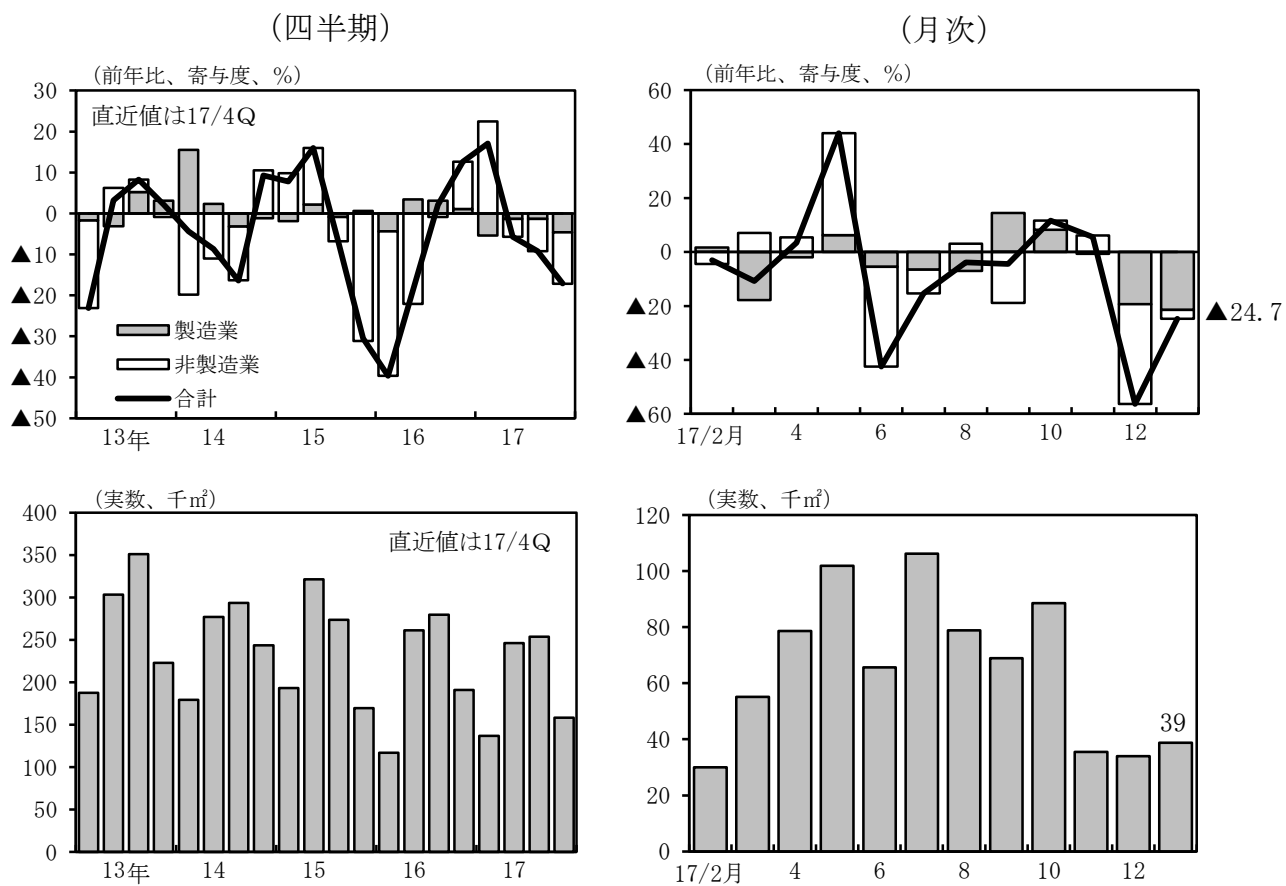 (四半期)
(前年比、寄与度、%)
30
20
10
0
▲10
▲20
▲30
▲40
▲50
直近値は17/4Q
製造業
非製造業
合計
13年 14 15 16 17
(月次)
(前年比、寄与度、%)
60
40
20
0
▲20
▲40
▲60
▲24.7
17/2月 4 6 8 10 12
(実数、千㎡)
400
350
300
250
200
150
100
50
0
直近値は17/4Q
13年 14 15 16 17
(実数、千㎡)
120
100
80
60
40
20
0
39
17/2月 4 6 8 10 12